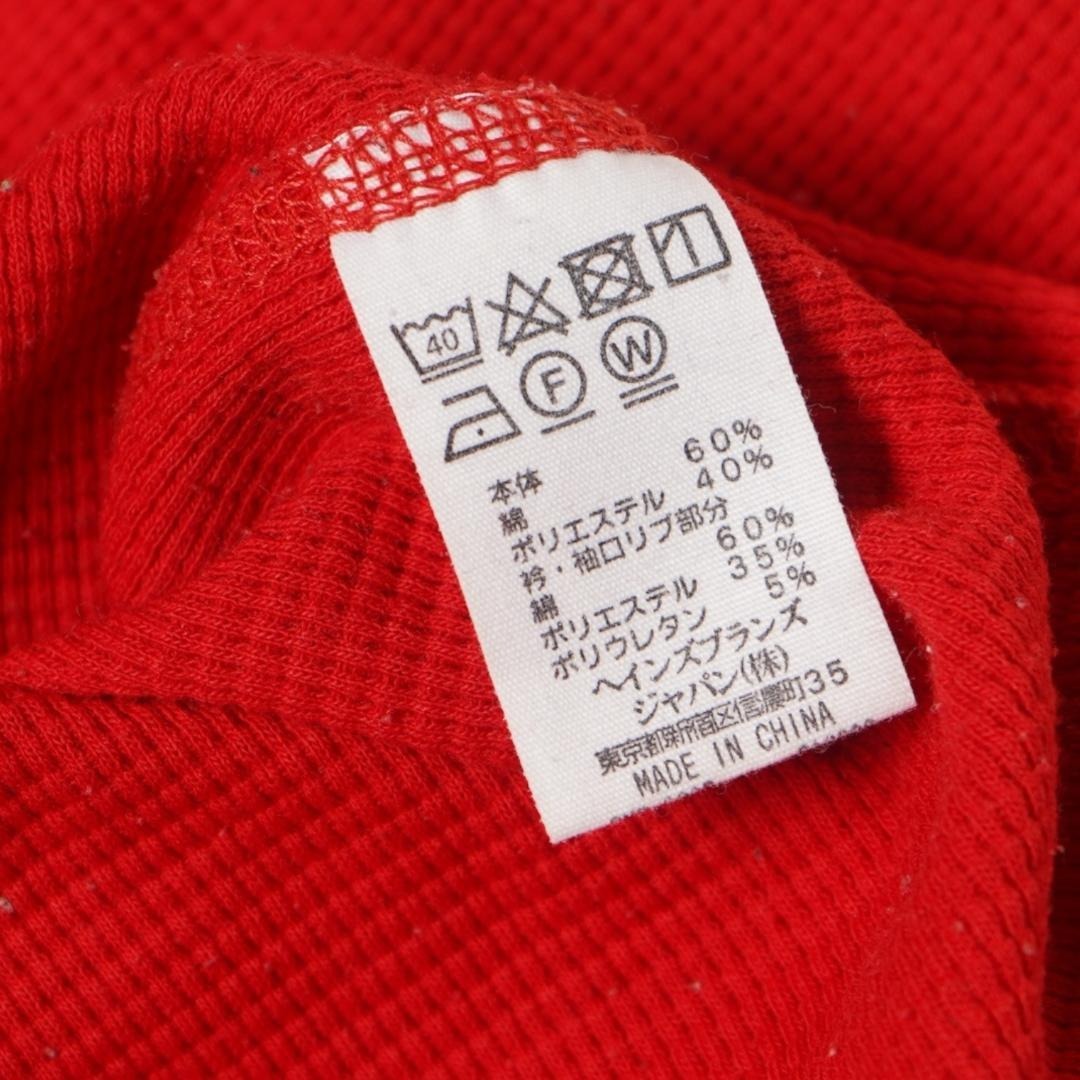 40
F W
本体
綿 60%
ポリエステル 40%
衿・袖口リブ部分
綿 60%
ポリエステル 35%
ポリウレタン 5%
ヘインズブランズ
ジャパン(株)
東京都新宿区信濃町35
MADE IN CHINA